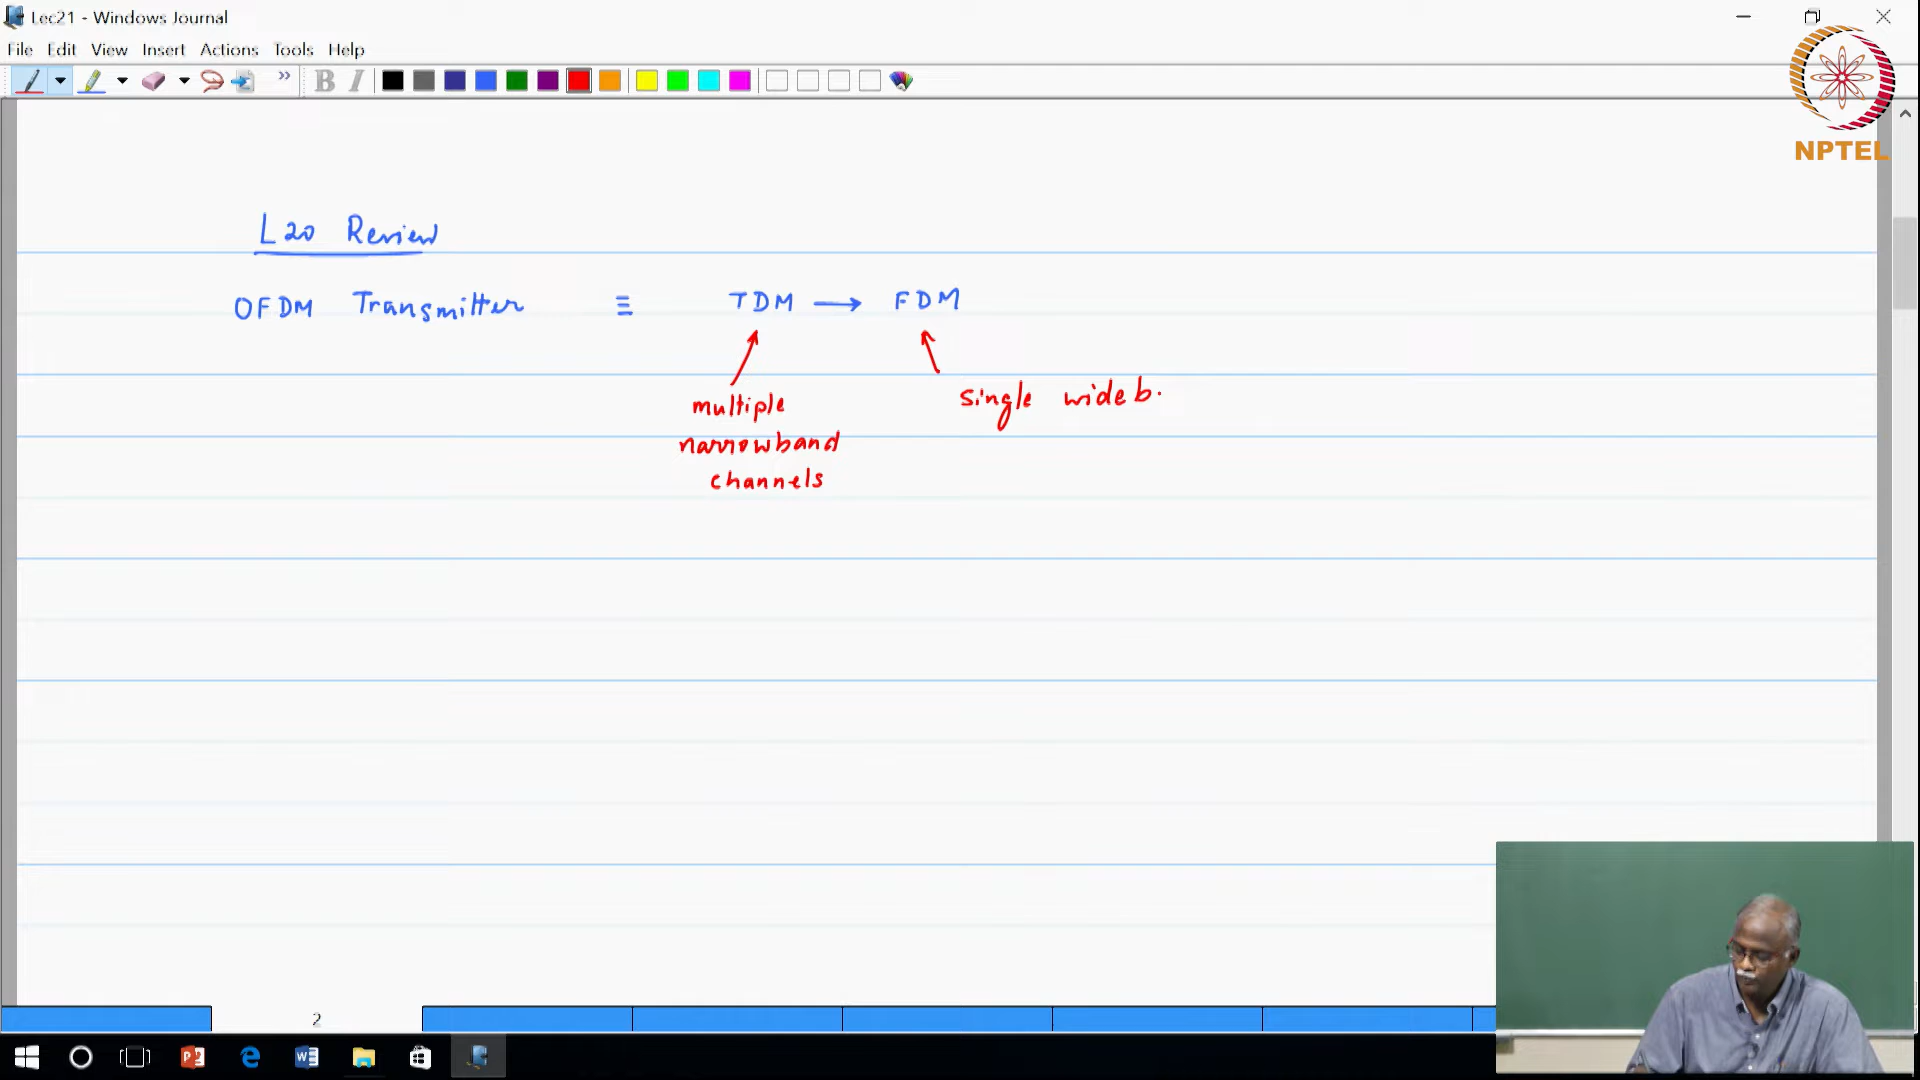 Lec21 - Windows Journal
File Edit View Insert Actions Tools Help
B I
NPTEL
L20 Review
OFDM Transmitter ≡ TDM → FDM
multiple
narrowband
channels
single wideb
2